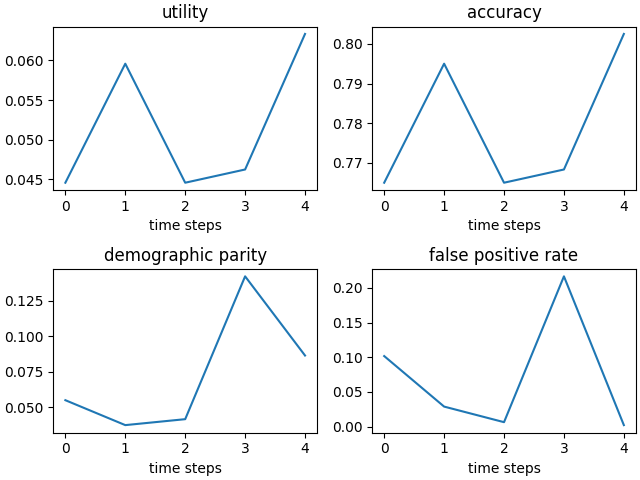 utility
0.060
0.055
0.050
0.045
0 1 2 3 4
time steps
accuracy
0.80
0.79
0.78
0.77
0 1 2 3 4
time steps
demographic parity
0.125
0.100
0.075
0.050
0 1 2 3 4
time steps
false positive rate
0.20
0.15
0.10
0.05
0.00
0 1 2 3 4
time steps